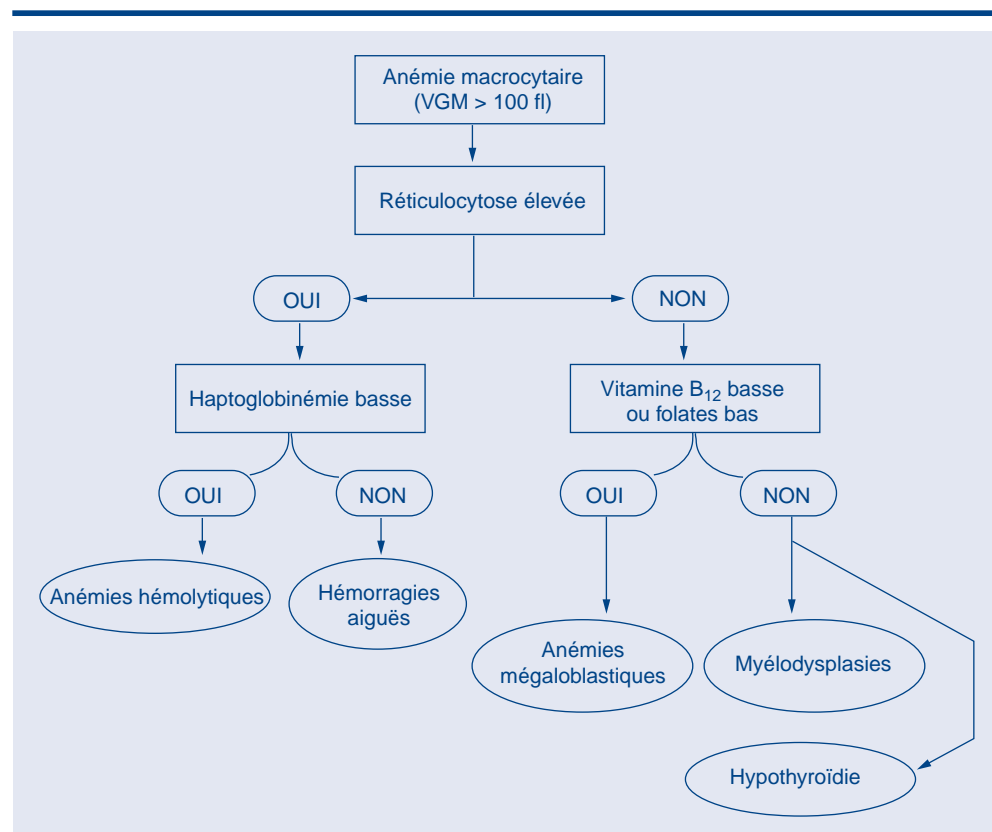 Anémie macrocytaire
(VGM > 100 fl)
Réticulocytose élevée
OUI
NON
Haptoglobinémie basse
Vitamine B12 basse
ou folates bas
OUI
NON
OUI
NON
Anémies hémolytiques
Hémorragies
aiguës
Anémies
mégaloblastiques
Myélodysplasies
Hypothyroïdie